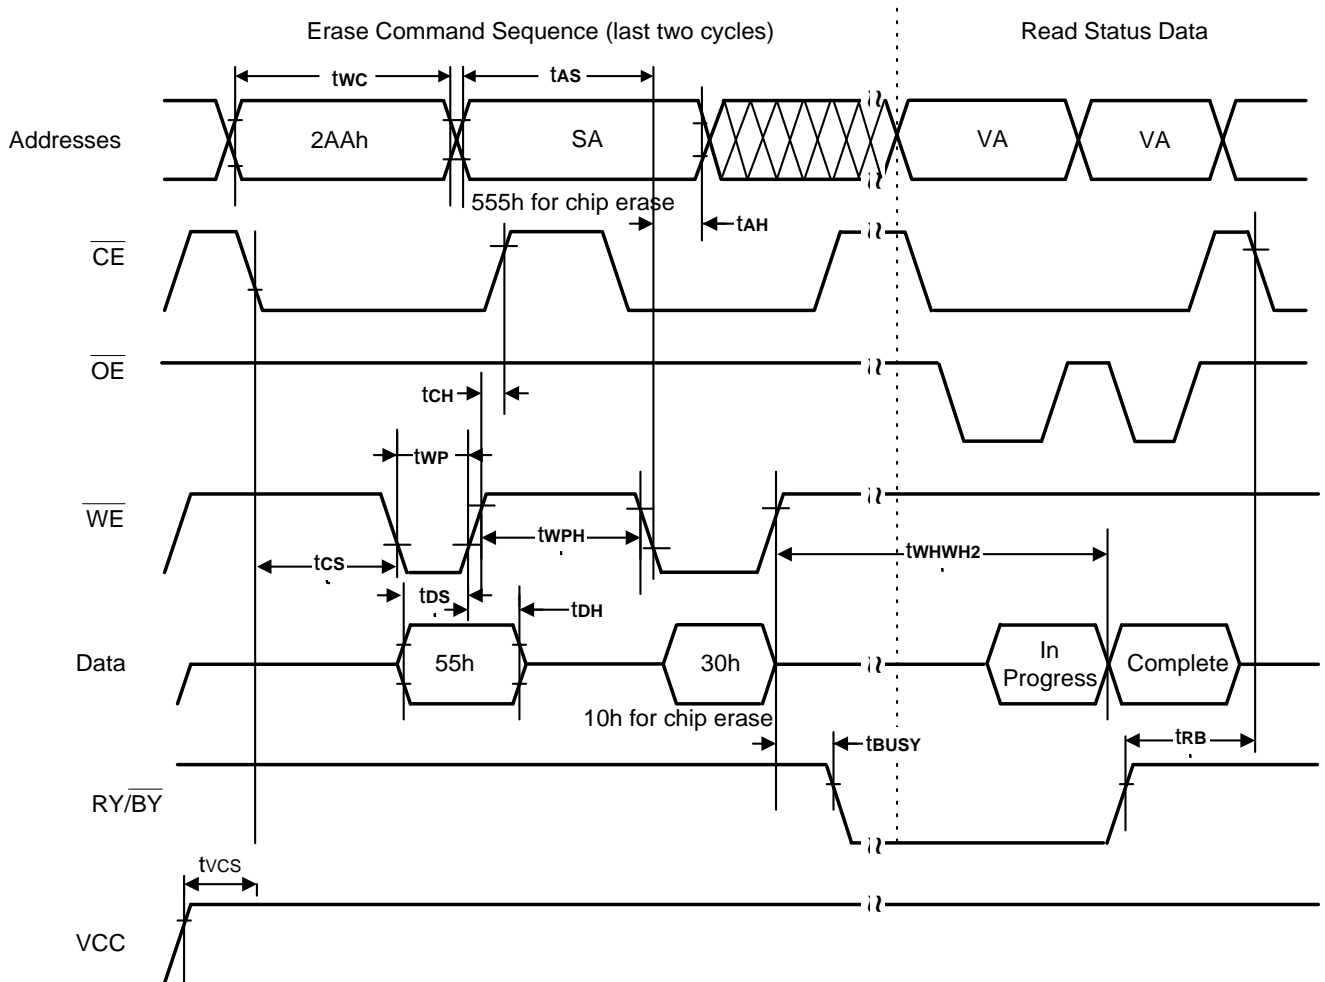 Erase Command Sequence (last two cycles)
Read Status Data
tWC
tAS
Addresses
2AAh
SA
VA
VA
555h for chip erase
tAH
CE
OE
tCH
tWP
WE
tWPH
tCS
tWHWH2
tDS
tDH
Data
55h
30h
In
Progress
Complete
10h for chip erase
tBUSY
tRB
RY/BY
tVCS
VCC